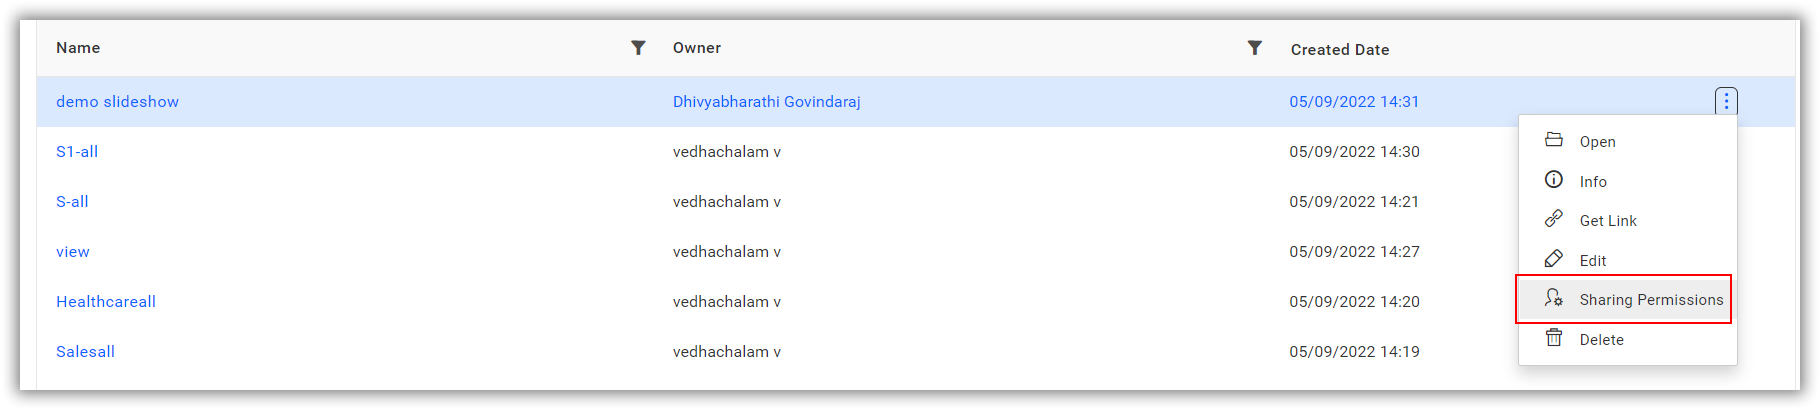 Name Owner Created Date
demo slideshow Dhivyabharathi Govindaraj 05/09/2022 14:31
S1-all vedhachalam v 05/09/2022 14:30
S-all vedhachalam v 05/09/2022 14:21
view vedhachalam v 05/09/2022 14:27
Healthcareall vedhachalam v 05/09/2022 14:20
Salesall vedhachalam v 05/09/2022 14:19
Open
Info
Get Link
Edit
Sharing Permissions
Delete